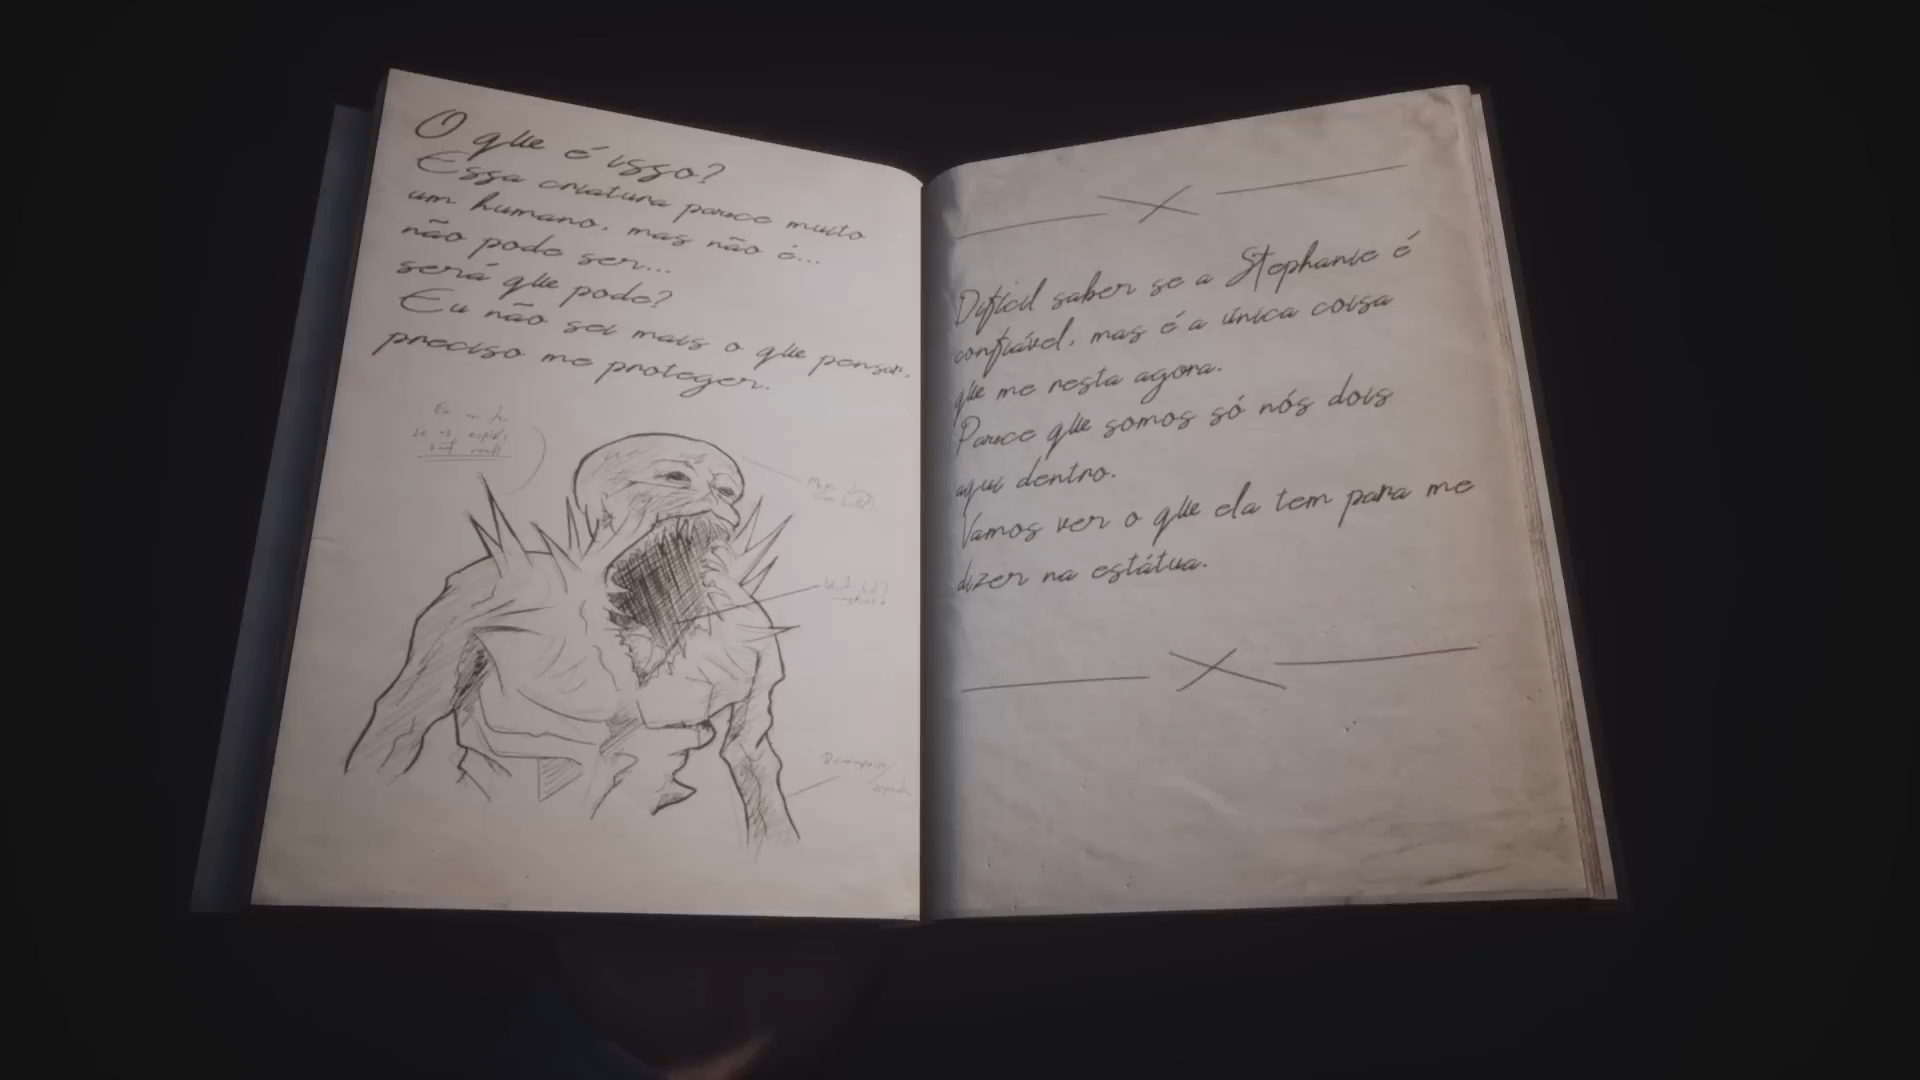 O que é isso?
Essa criatura parece muito
um humano, mas não é...
não pode ser...
será que pode?
Eu não sei mais o que pensar,
preciso me proteger.
Difícil saber se a Stephanie é
confiável, mas é a única coisa
que me resta agora.
Parece que somos só nós dois
aqui dentro.
Vamos ver o que ela tem para me
dizer na estátua.